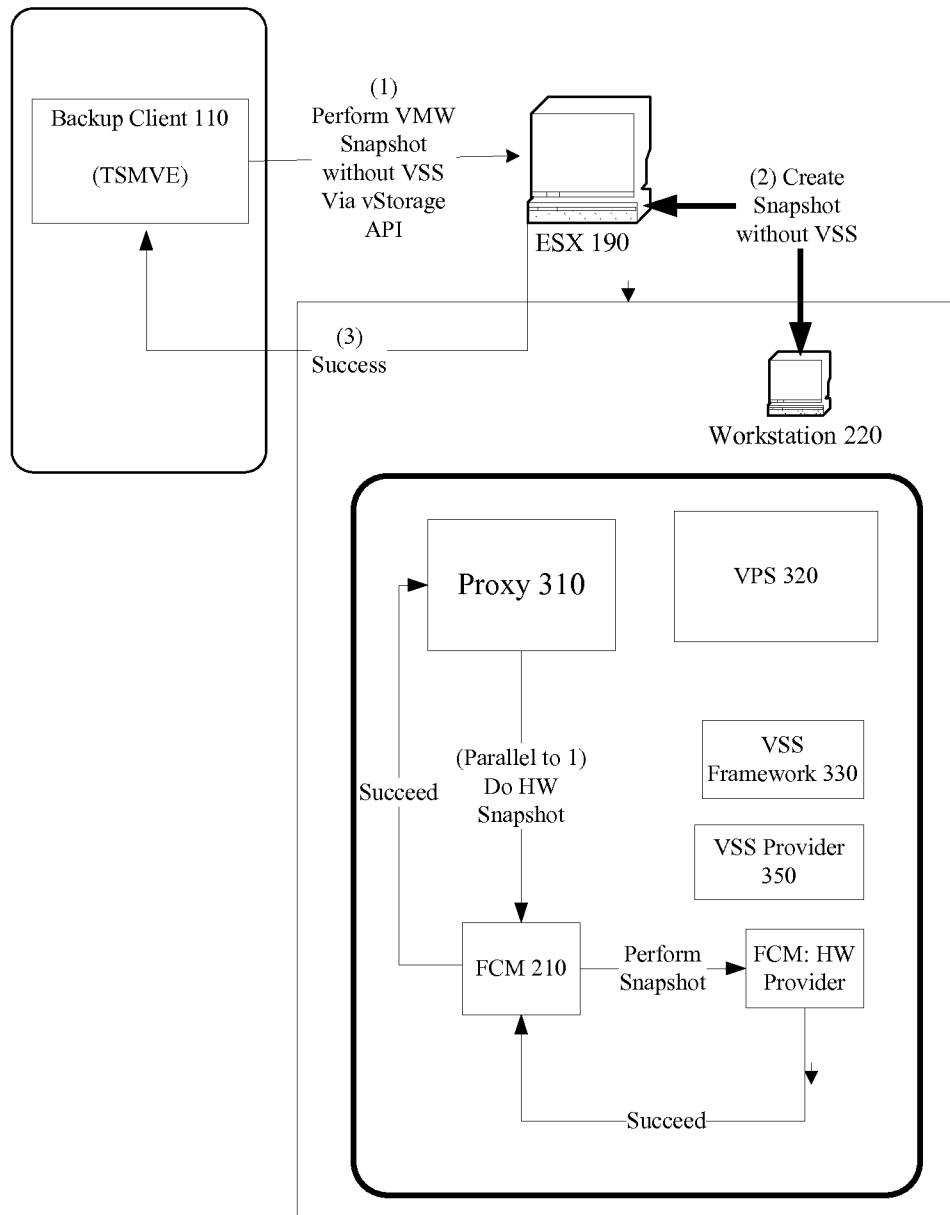 Backup Client 110
(TSMVE)
(1)
Perform VMW
Snapshot
without VSS
Via vStorage
API
ESX 190
(2) Create
Snapshot
without VSS
(3)
Success
Workstation 220
Proxy 310
VPS 320
(Parallel to 1)
Do HW
Snapshot
Succeed
VSS
Framework 330
VSS Provider
350
FCM 210
Perform
Snapshot
FCM: HW
Provider
Succeed